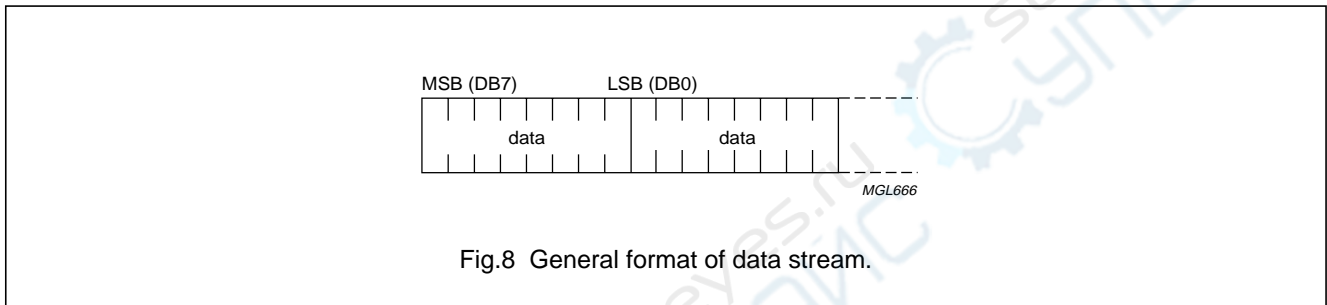 MSB (DB7) LSB (DB0)
data data
MGL666
Fig.8 General format of data stream.